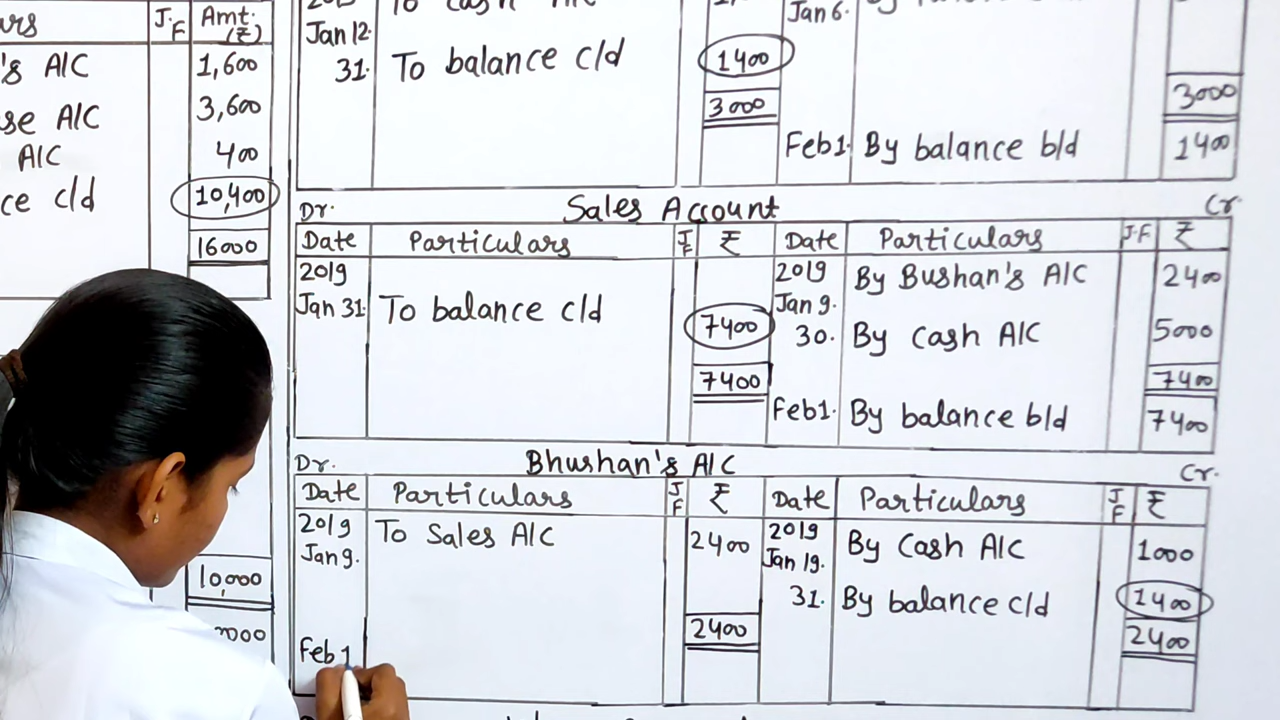 Amt.
J.F (₹)
's A/C 1,600
se A/C 3,600
A/C 400
ce c/d 10,400
16000
10,000
Jan 12. To cash A/C
31. To balance c/d 1400
3000
Jan 6.
3000
Feb 1. By balance b/d 1400
Dr. Sales Account Cr.
Date Particulars J.F ₹ Date Particulars J.F ₹
2019 2019 By Bushan's A/C 2400
Jan 31. To balance c/d 7400 Jan 9.
30. By Cash A/C 5000
7400 7400
Feb 1. By balance b/d 7400
Dr. Bhushan's A/C Cr.
Date Particulars J.F ₹ Date Particulars J.F ₹
2019 To Sales A/C 2400 2019 By Cash A/C 1000
Jan 9. Jan 19.
31. By balance c/d 1400
2400 2400
Feb 1